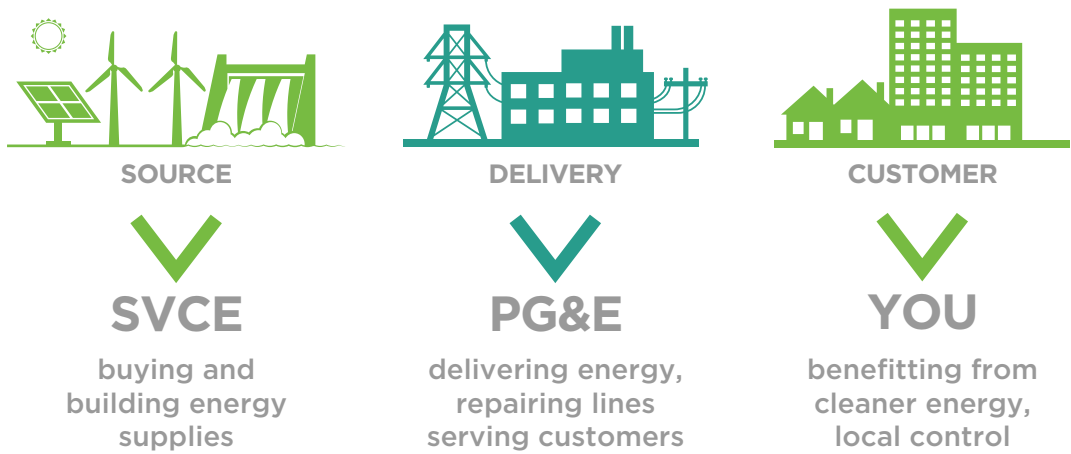 SOURCE
SVCE
buying and
building energy
supplies
DELIVERY
PG&E
delivering energy,
repairing lines
serving customers
CUSTOMER
YOU
benefitting from
cleaner energy,
local control